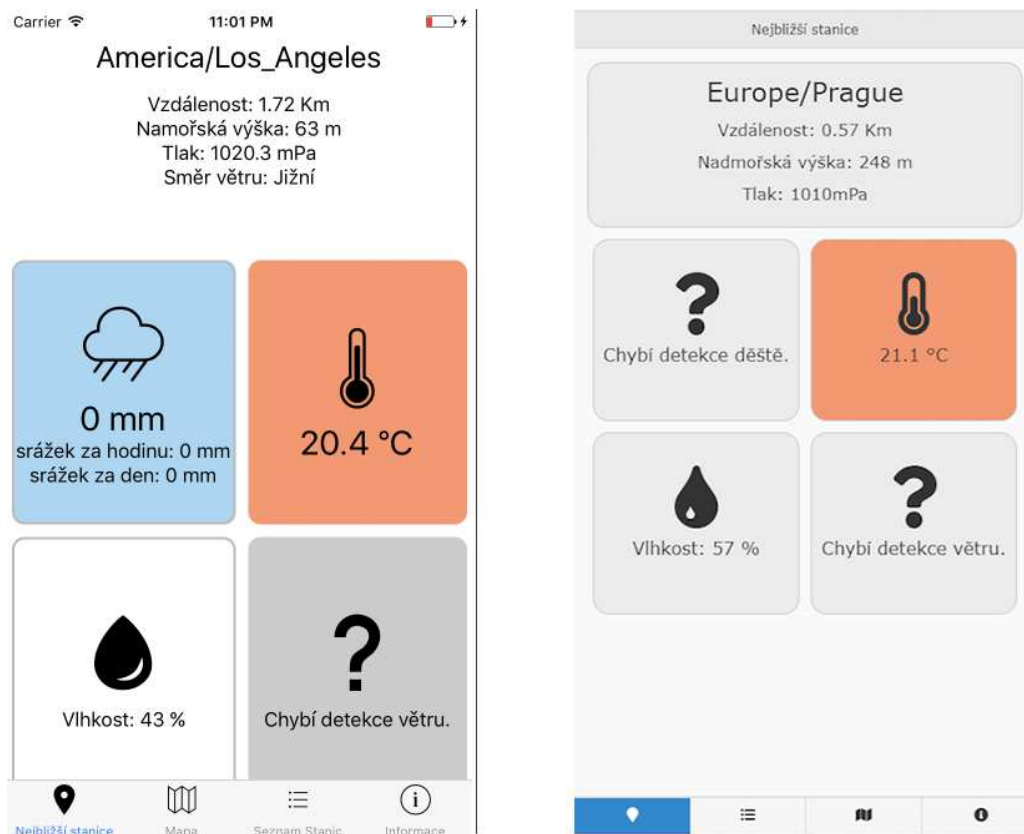 Carrier 11:01 PM
America/Los_Angeles
Vzdálenost: 1.72 Km
Namořská výška: 63 m
Tlak: 1020.3 mPa
Směr větru: Jižní
0 mm
srážek za hodinu: 0 mm
srážek za den: 0 mm
20.4 °C
Vlhkost: 43 %
Chybí detekce větru.
Nejbližší stanice
Mapa
Seznam Stanic
Informace
Nejbližší stanice
Europe/Prague
Vzdálenost: 0.57 Km
Nadmořská výška: 248 m
Tlak: 1010mPa
Chybí detekce děště.
21.1 °C
Vlhkost: 57 %
Chybí detekce větru.